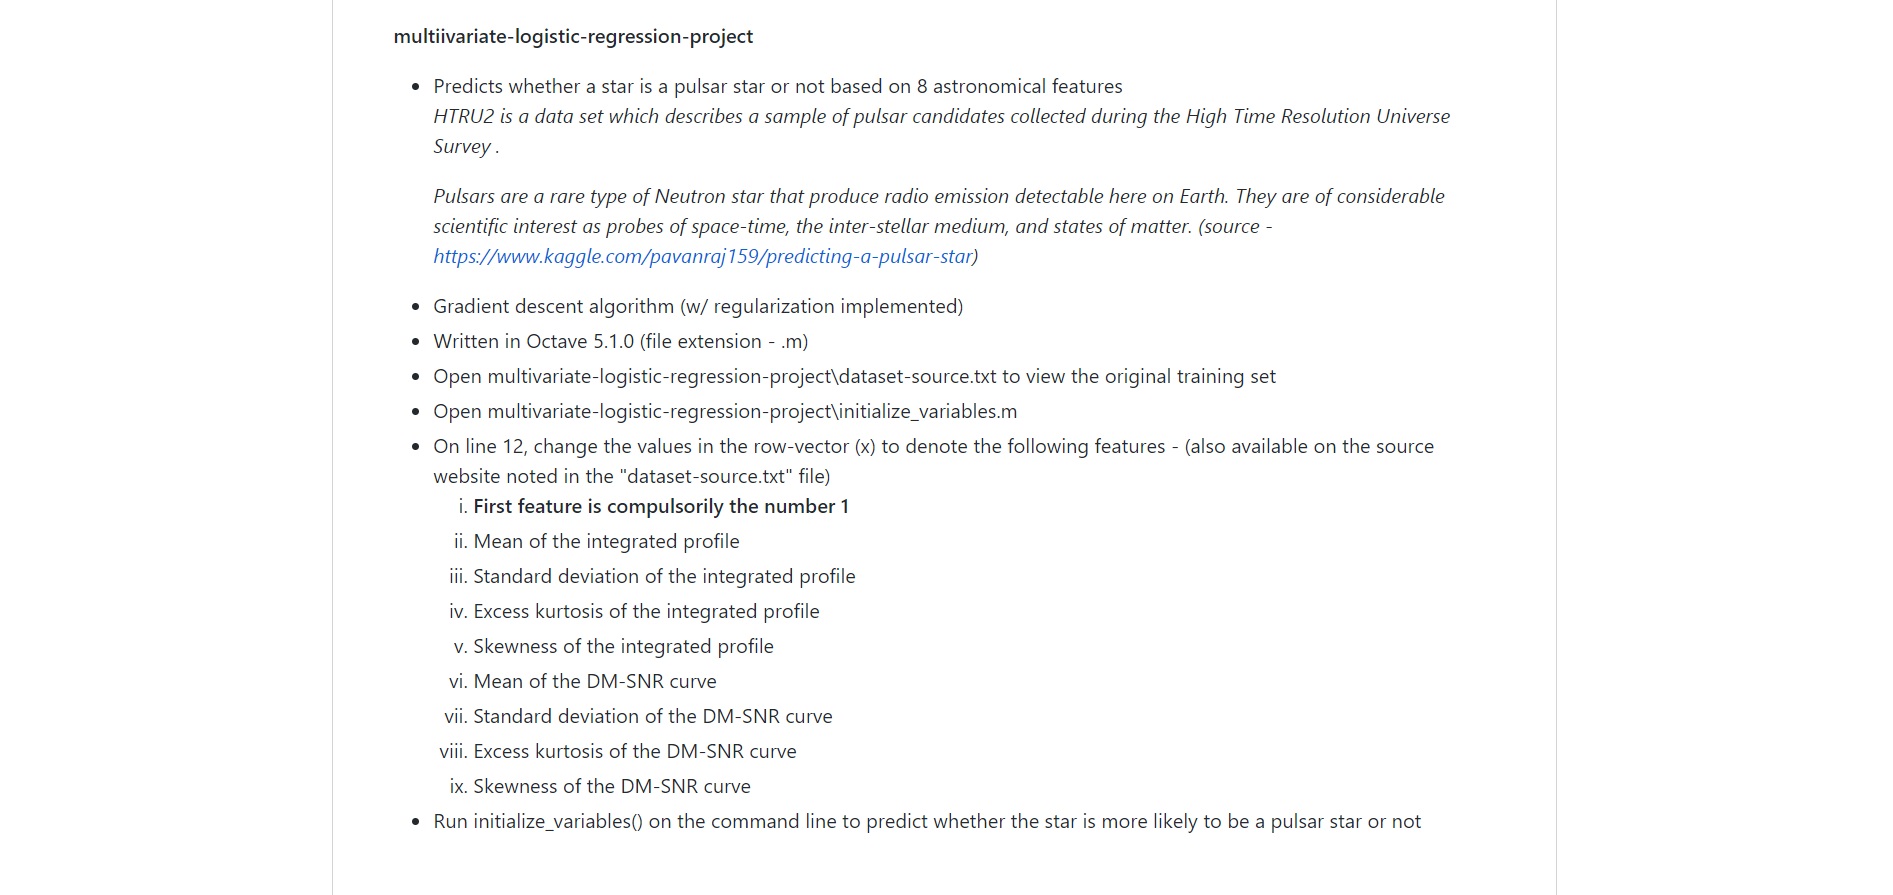 multiivariate-logistic-regression-project
• Predicts whether a star is a pulsar star or not based on 8 astronomical features
HTRU2 is a data set which describes a sample of pulsar candidates collected during the High Time Resolution Universe
Survey .
Pulsars are a rare type of Neutron star that produce radio emission detectable here on Earth. They are of considerable
scientific interest as probes of space-time, the inter-stellar medium, and states of matter. (source -
https://www.kaggle.com/pavanraj159/predicting-a-pulsar-star)
• Gradient descent algorithm (w/ regularization implemented)
• Written in Octave 5.1.0 (file extension - .m)
• Open multivariate-logistic-regression-project\dataset-source.txt to view the original training set
• Open multivariate-logistic-regression-project\initialize_variables.m
• On line 12, change the values in the row-vector (x) to denote the following features - (also available on the source
website noted in the "dataset-source.txt" file)
i. First feature is compulsorily the number 1
ii. Mean of the integrated profile
iii. Standard deviation of the integrated profile
iv. Excess kurtosis of the integrated profile
v. Skewness of the integrated profile
vi. Mean of the DM-SNR curve
vii. Standard deviation of the DM-SNR curve
viii. Excess kurtosis of the DM-SNR curve
ix. Skewness of the DM-SNR curve
• Run initialize_variables() on the command line to predict whether the star is more likely to be a pulsar star or not